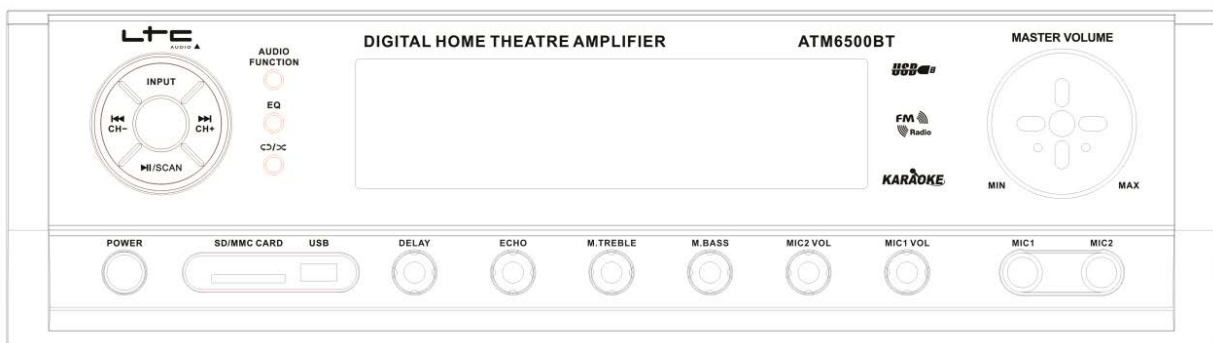 LTC
AUDIO
AUDIO
FUNCTION
DIGITAL HOME THEATRE AMPLIFIER
ATM6500BT
MASTER VOLUME
INPUT
CH-
CH+
/SCAN
EQ
USB
FM
Radio
KARAOKE
MIN
MAX
POWER
SD/MMC CARD
USB
DELAY
ECHO
M.TREBLE
M.BASS
MIC2 VOL
MIC1 VOL
MIC1
MIC2